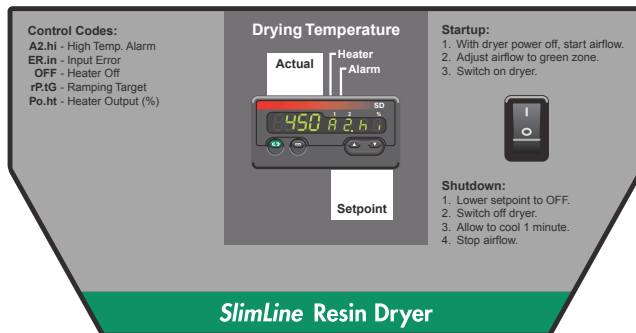 Control Codes:
A2.hi - High Temp. Alarm
ER.in - Input Error
OFF - Heater Off
rP.tG - Ramping Target
Po.ht - Heater Output (%)
Drying Temperature
Actual
Heater
Alarm
SD
1 2 %
450 A2.hi
Setpoint
Startup:
1. With dryer power off, start airflow.
2. Adjust airflow to green zone.
3. Switch on dryer.
I
O
Shutdown:
1. Lower setpoint to OFF.
2. Switch off dryer.
3. Allow to cool 1 minute.
4. Stop airflow.
SlimLine Resin Dryer